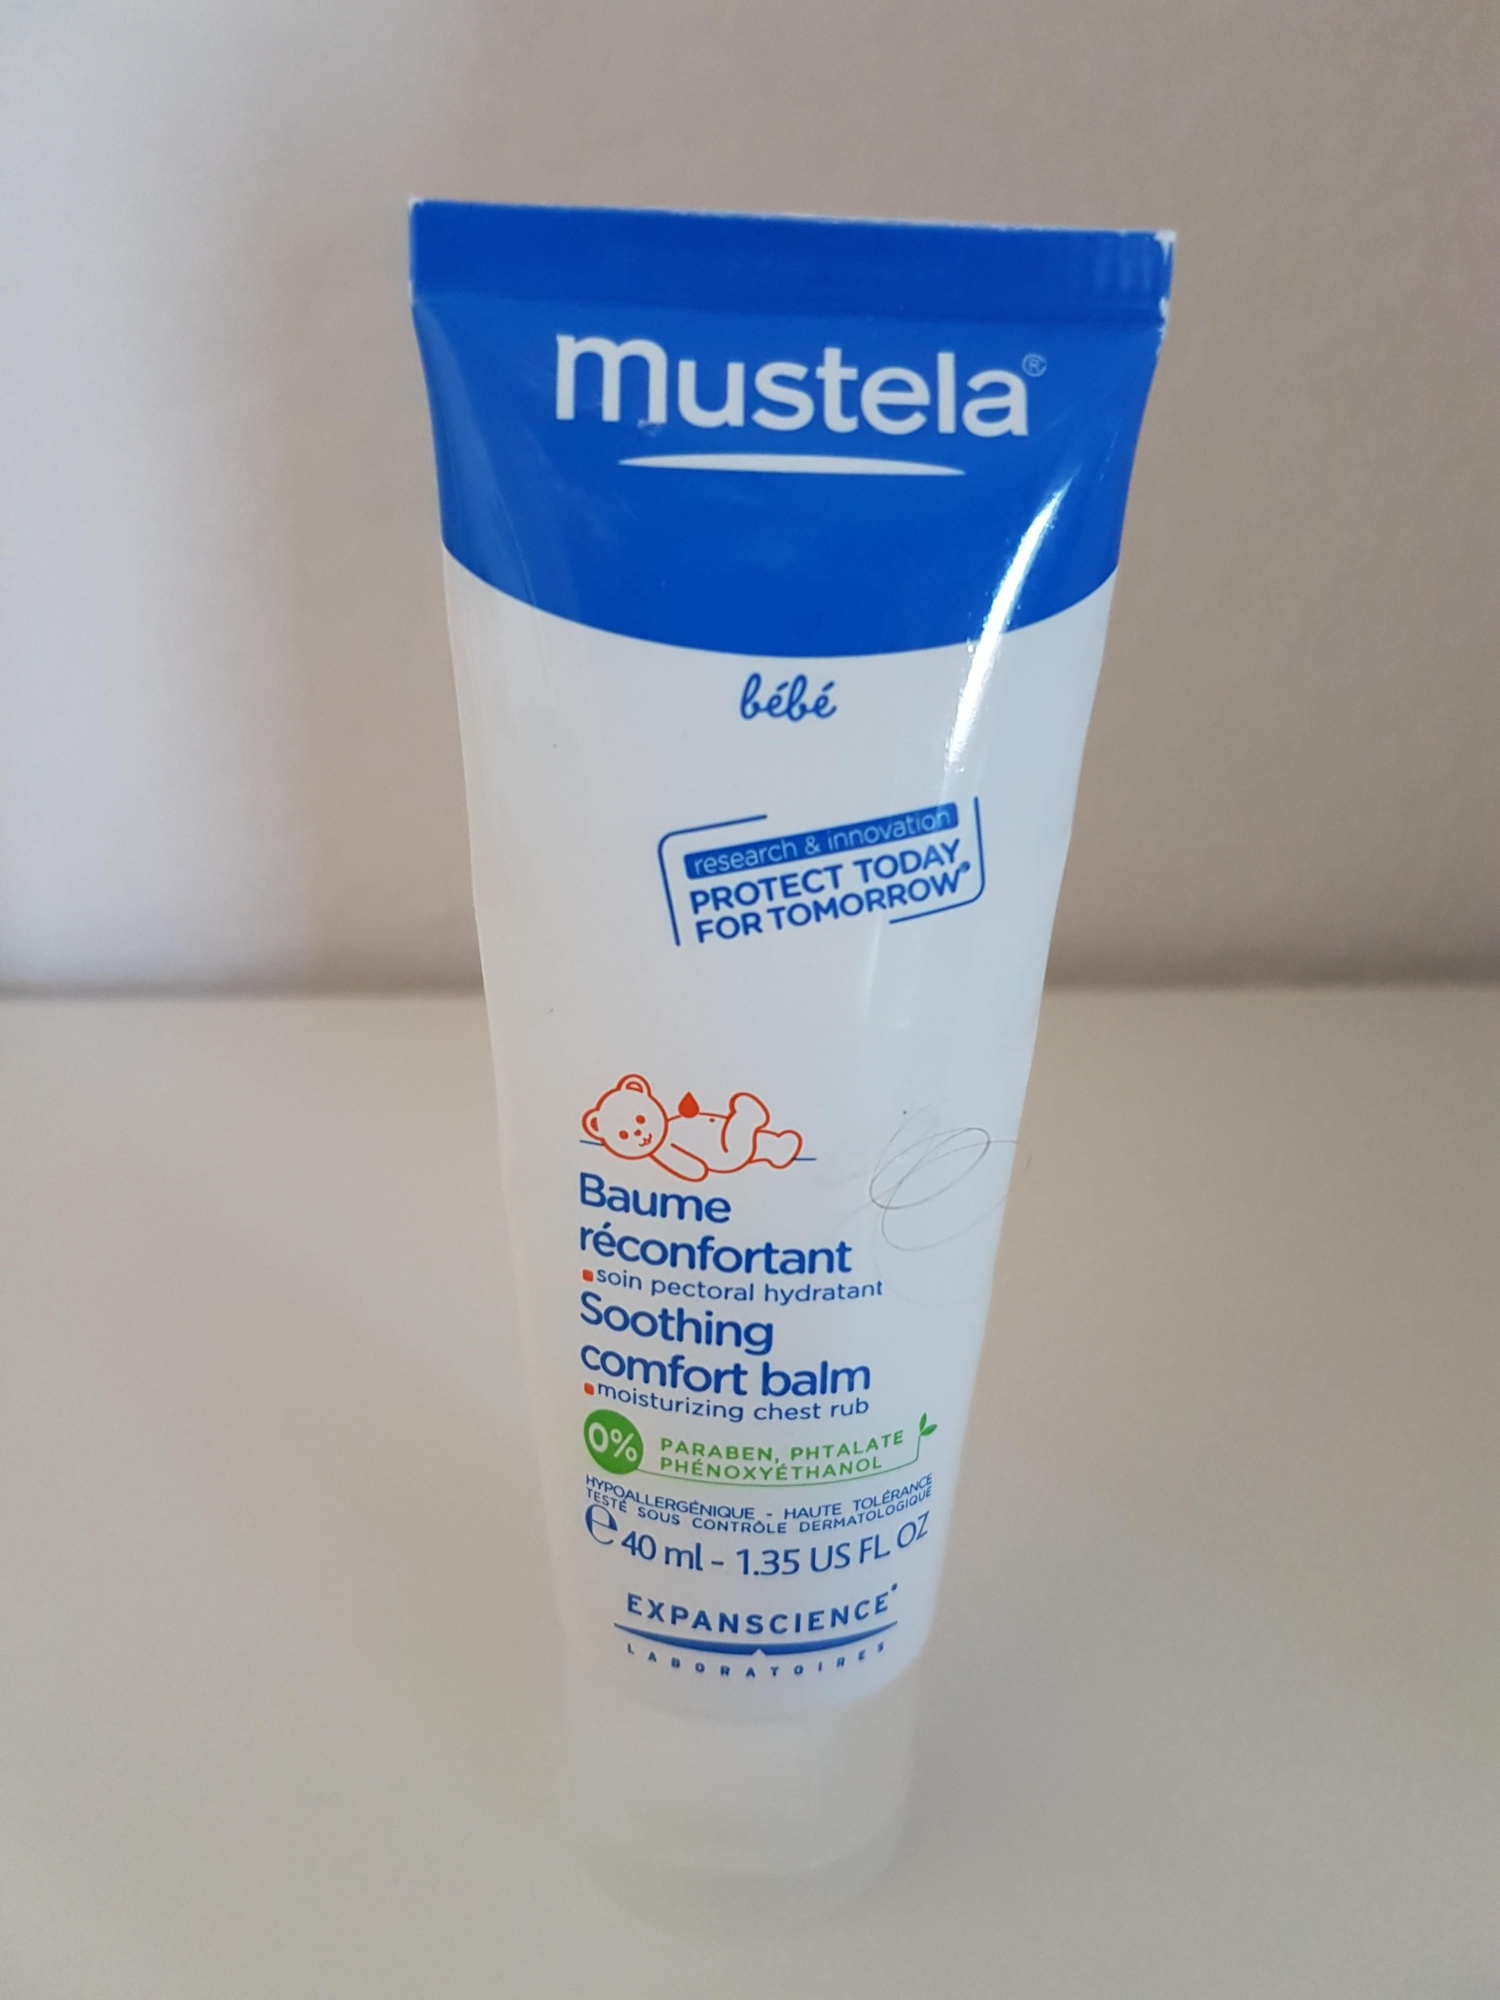 mustela®
bébé
research & innovation
PROTECT TODAY
FOR TOMORROW®
Baume
réconfortant
soin pectoral hydratant
Soothing
comfort balm
moisturizing chest rub
0% PARABEN, PHTALATE
PHÉNOXYÉTHANOL
HYPOALLERGÉNIQUE - HAUTE TOLÉRANCE
TESTÉ SOUS CONTRÔLE DERMATOLOGIQUE
℮ 40 ml - 1.35 US FL OZ
EXPANSCIENCE®
LABORATOIRES